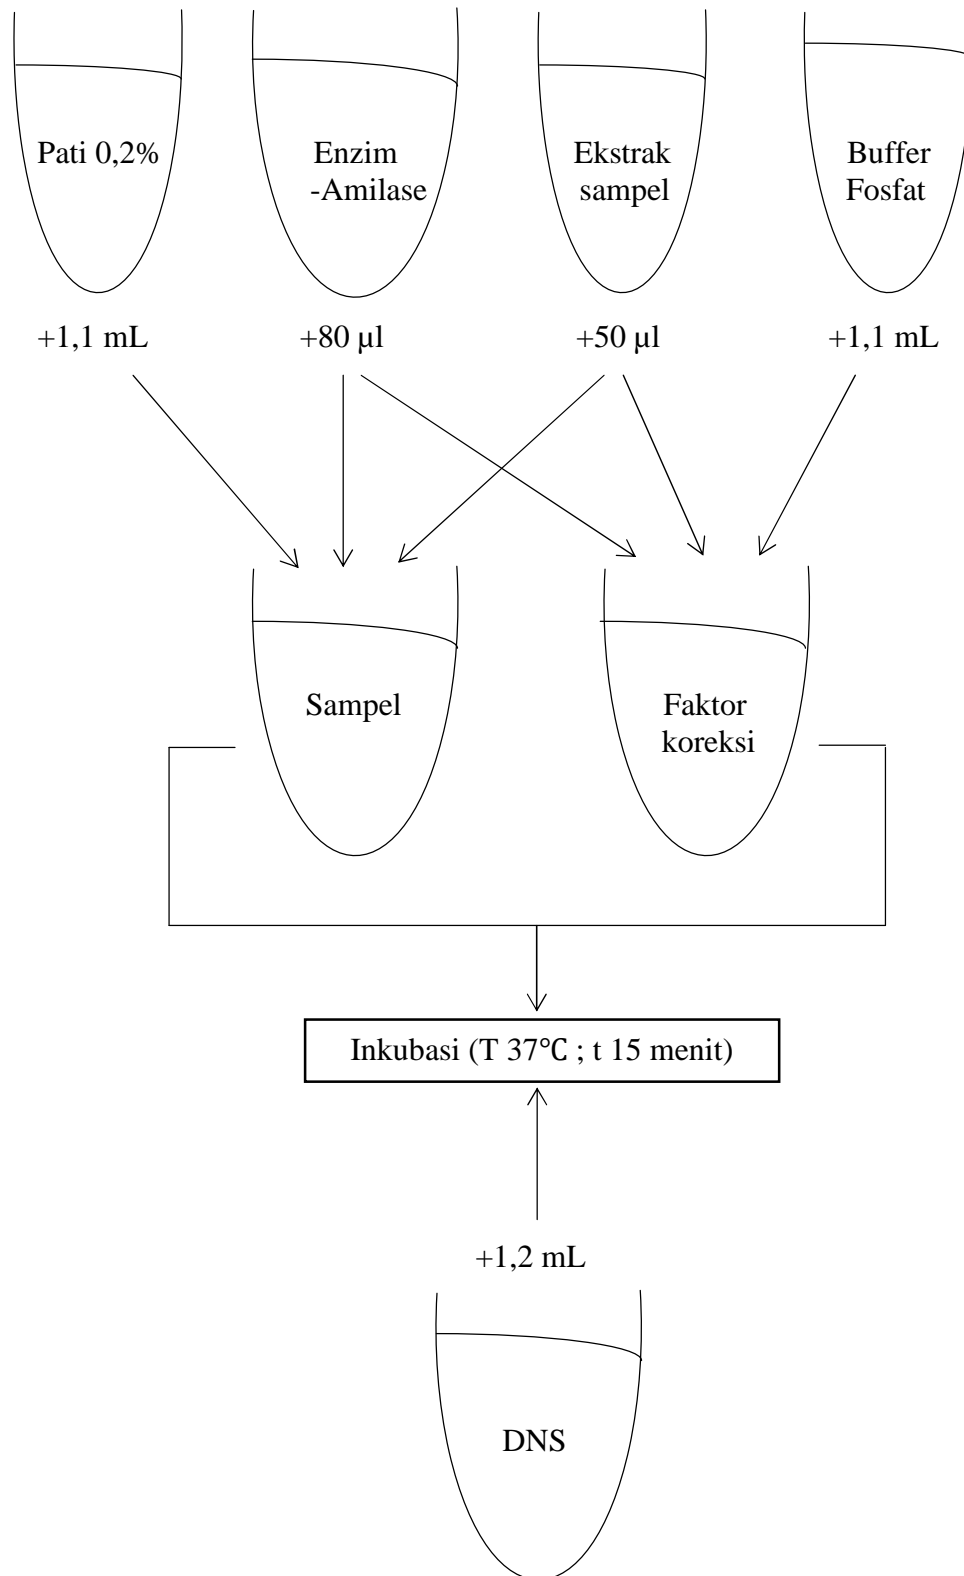 Pati 0,2%
Enzim
-Amilase
Ekstrak
sampel
Buffer
Fosfat
+1,1 mL
+80 µl
+50 µl
+1,1 mL
Sampel
Faktor
koreksi
Inkubasi (T 37℃ ; t 15 menit)
+1,2 mL
DNS